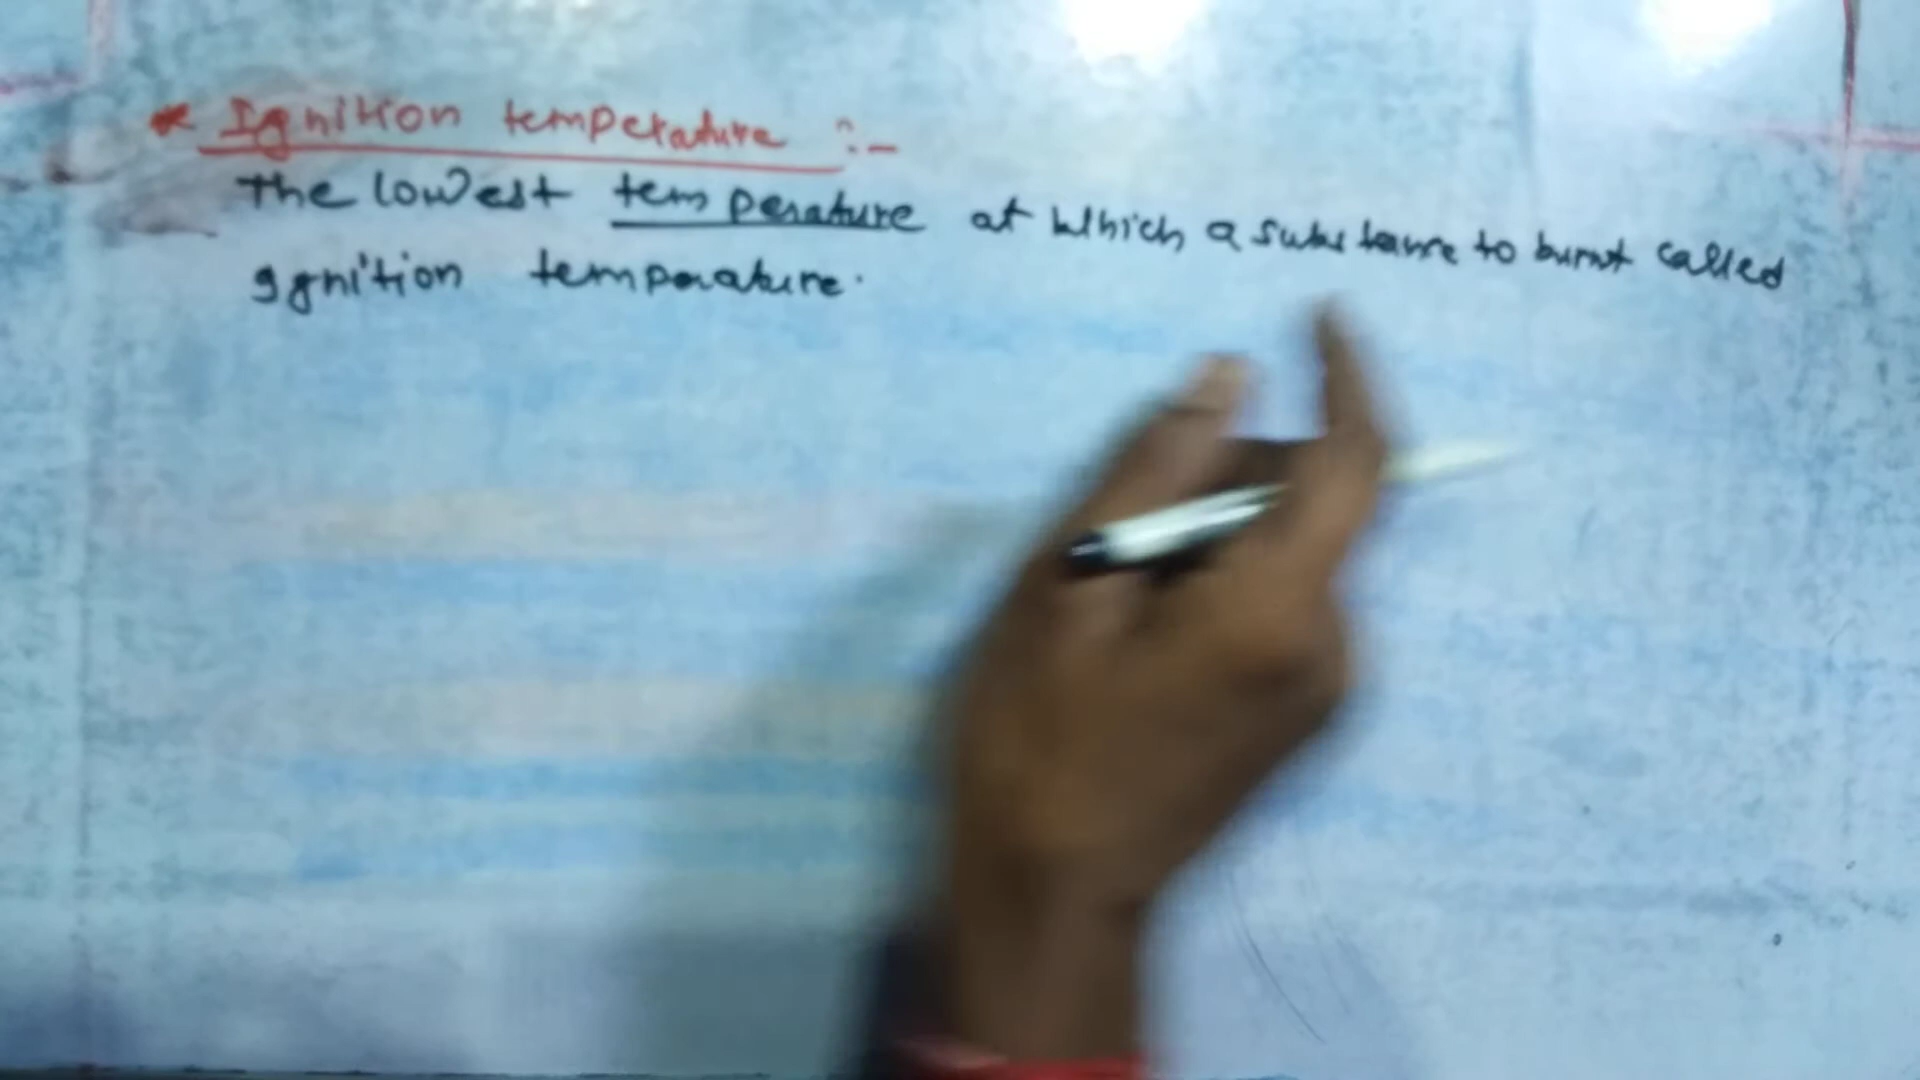 * Ignition temperature :-
The lowest temperature at which a substance to burnt called
Ignition temperature.